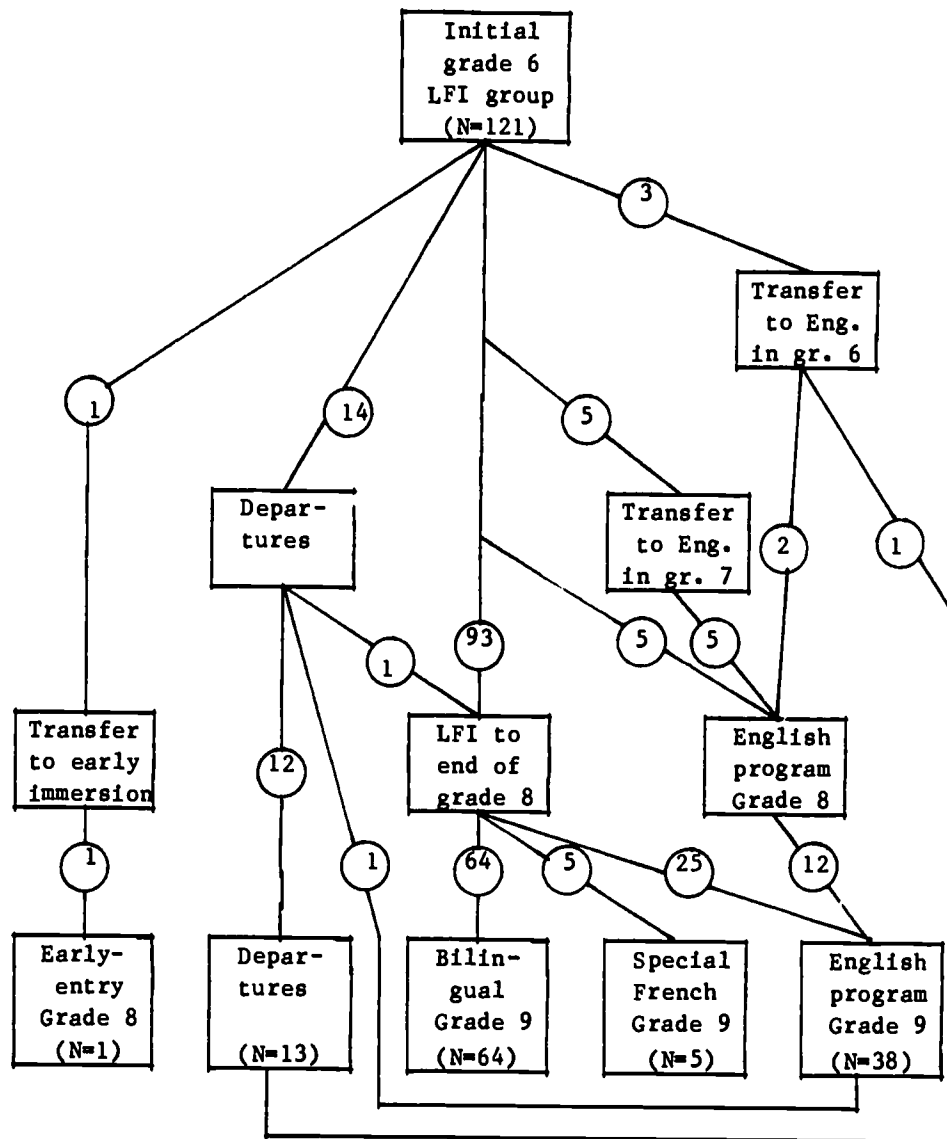 Initial
grade 6
LFI group
(N=121)
3
Transfer
to Eng.
in gr. 6
1
14
5
Depar-
tures
Transfer
to Eng.
in gr. 7
2
1
1
93
5
5
Transfer
to early
immersion
12
LFI to
end of
grade 8
English
program
Grade 8
1
1
64
5
25
12
Early-
entry
Grade 8
(N=1)
Depar-
tures
(N=13)
Bilin-
gual
Grade 9
(N=64)
Special
French
Grade 9
(N=5)
English
program
Grade 9
(N=38)